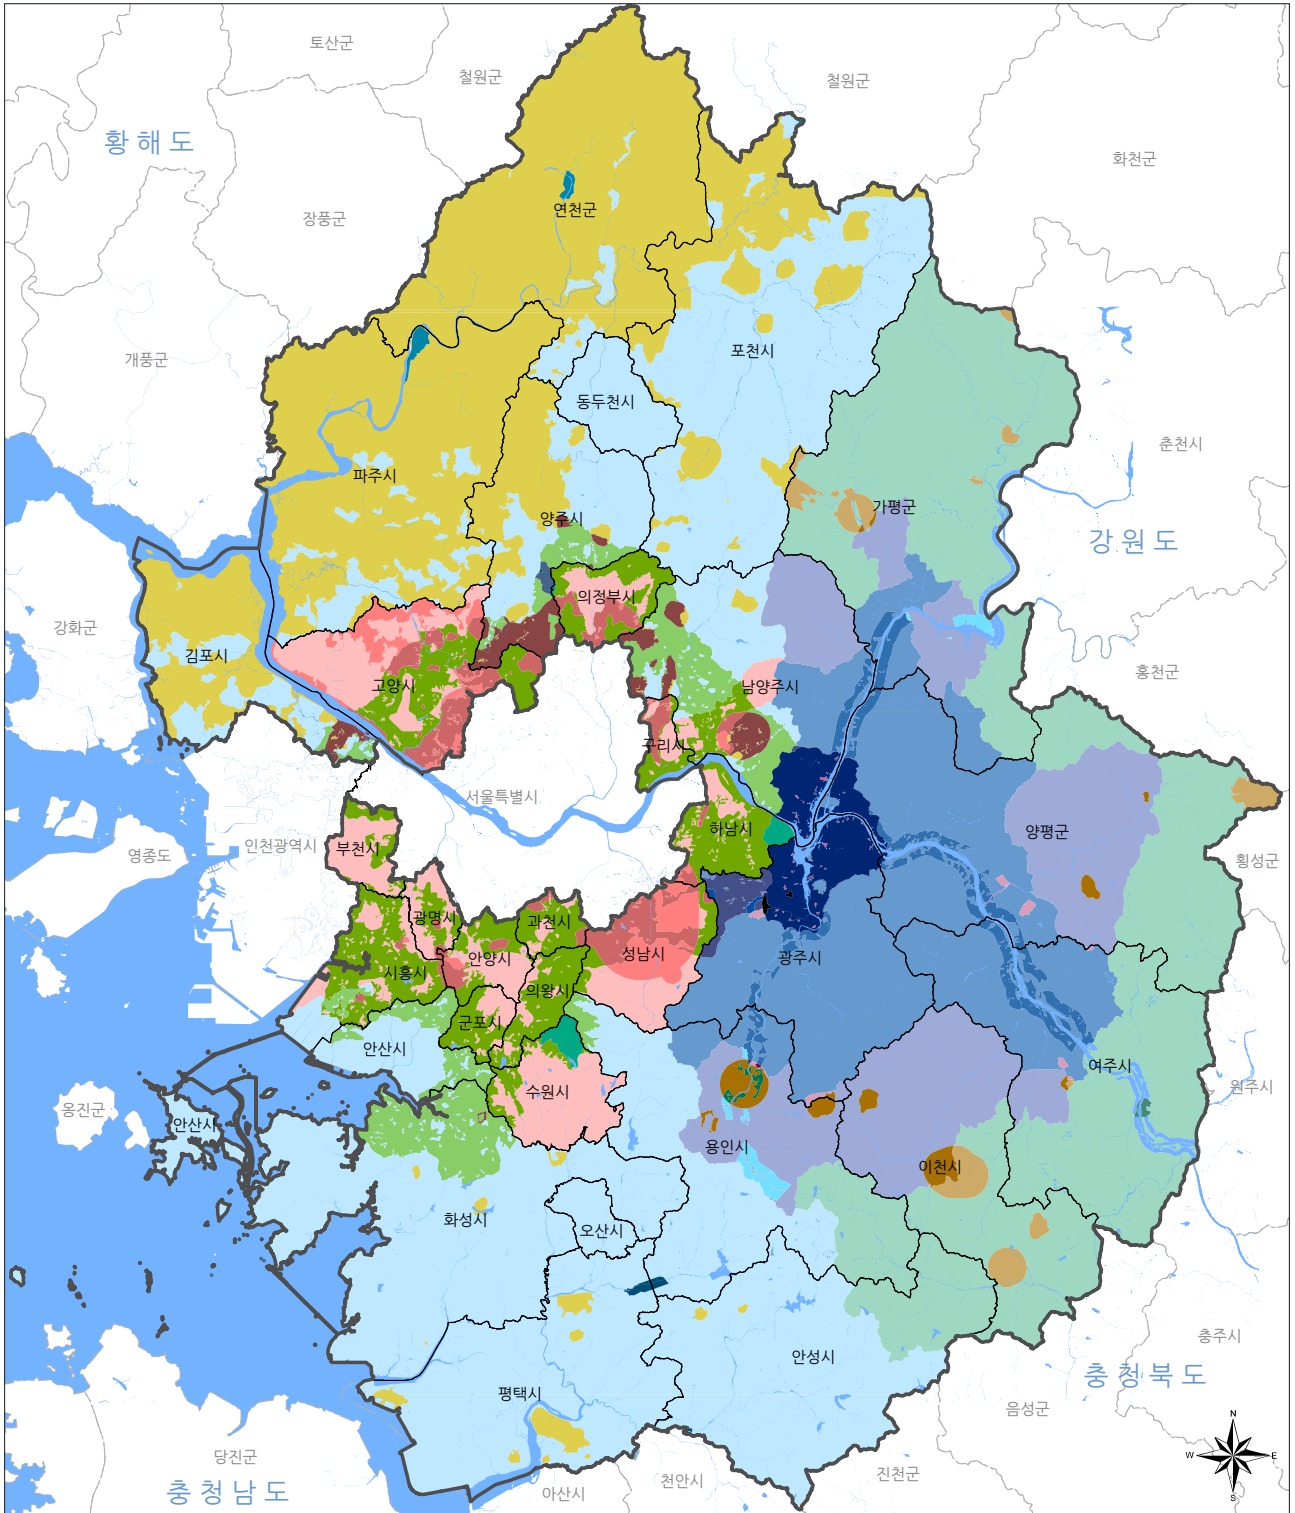 토산군
철원군
철원군
황해도
화천군
연천군
장풍군
포천시
개풍군
동두천시
춘천시
파주시
가평군
양주시
강원도
의정부시
강화군
김포시
홍천군
고양시
남양주시
구리시
서울특별시
하남시
양평군
인천광역시
부천시
영종도
횡성군
광명시
과천시
안양시
성남시
광주시
시흥시
의왕시
군포시
안산시
여주시
원주시
수원시
옹진군
안산시
용인시
이천시
화성시
오산시
충주시
안성시
충청북도
평택시
음성군
N
W E
S
당진군
진천군
천안시
충청남도
아산시